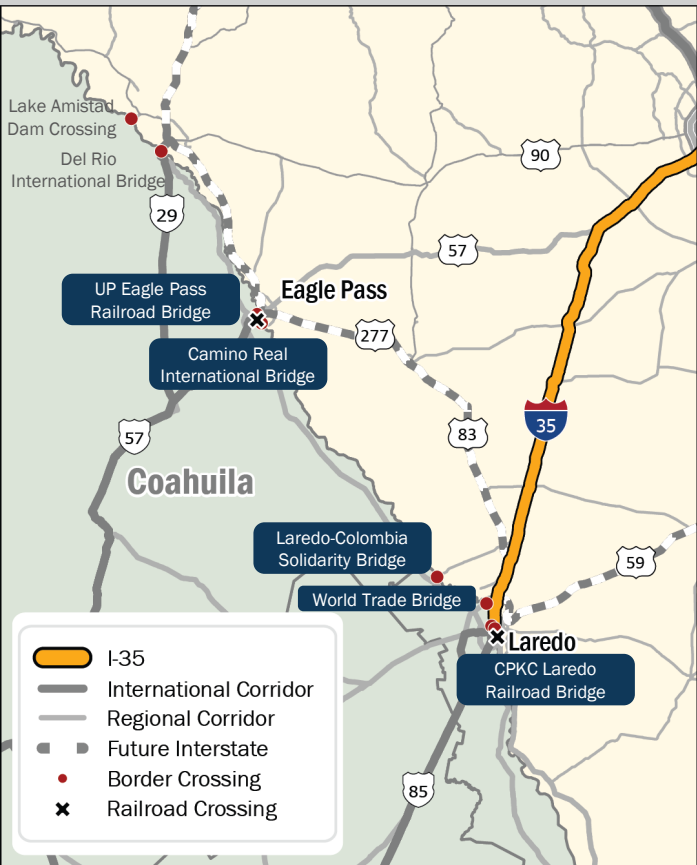 Lake Amistad
Dam Crossing
90
Del Rio
International Bridge
29
57
UP Eagle Pass
Railroad Bridge
Eagle Pass
277
Camino Real
International Bridge
35
57
83
Coahuila
Laredo-Colombia
Solidarity Bridge
59
World Trade Bridge
Laredo
CPKC Laredo
Railroad Bridge
85
I-35
International Corridor
Regional Corridor
Future Interstate
Border Crossing
Railroad Crossing